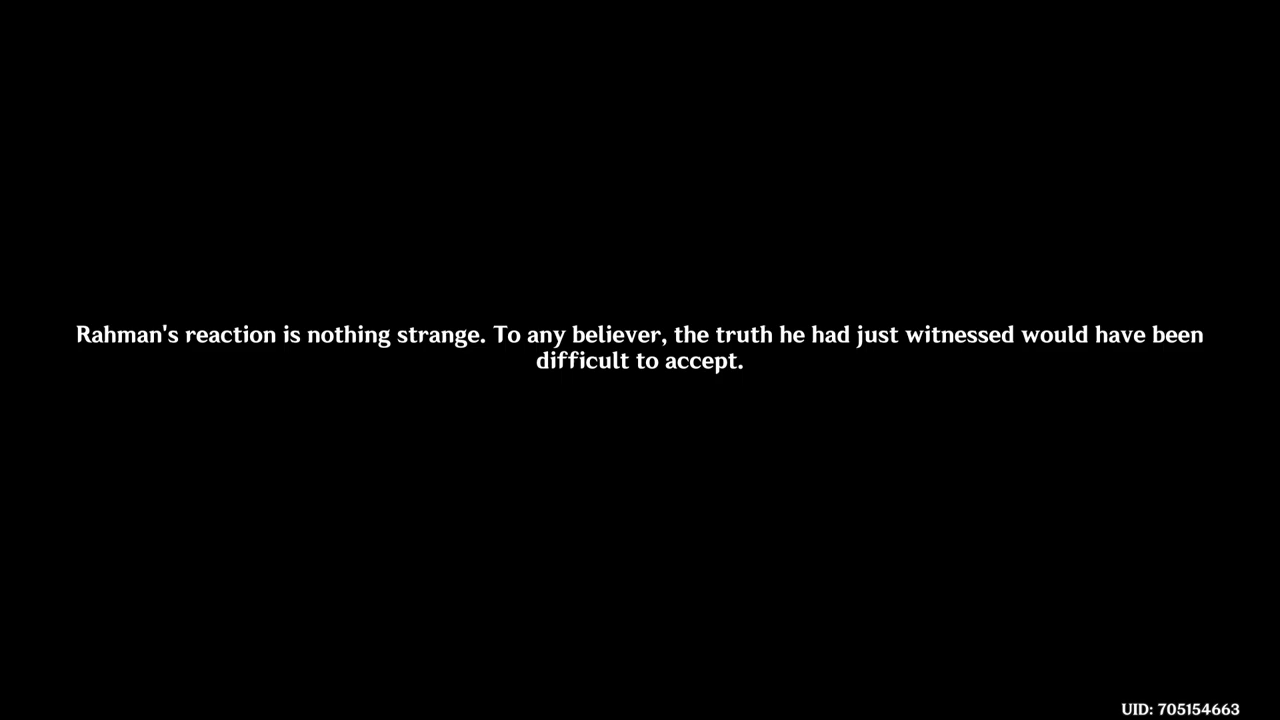 Rahman's reaction is nothing strange. To any believer, the truth he had just witnessed would have been
difficult to accept.
UID: 705154663